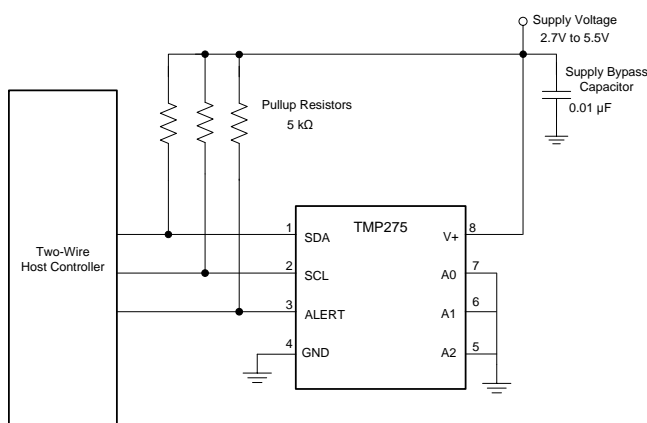 Supply Voltage
2.7V to 5.5V
Supply Bypass
Capacitor
0.01 µF
Pullup Resistors
5 kΩ
Two-Wire
Host Controller
TMP275
1
SDA
V+
8
2
SCL
A0
7
3
ALERT
A1
6
4
GND
A2
5